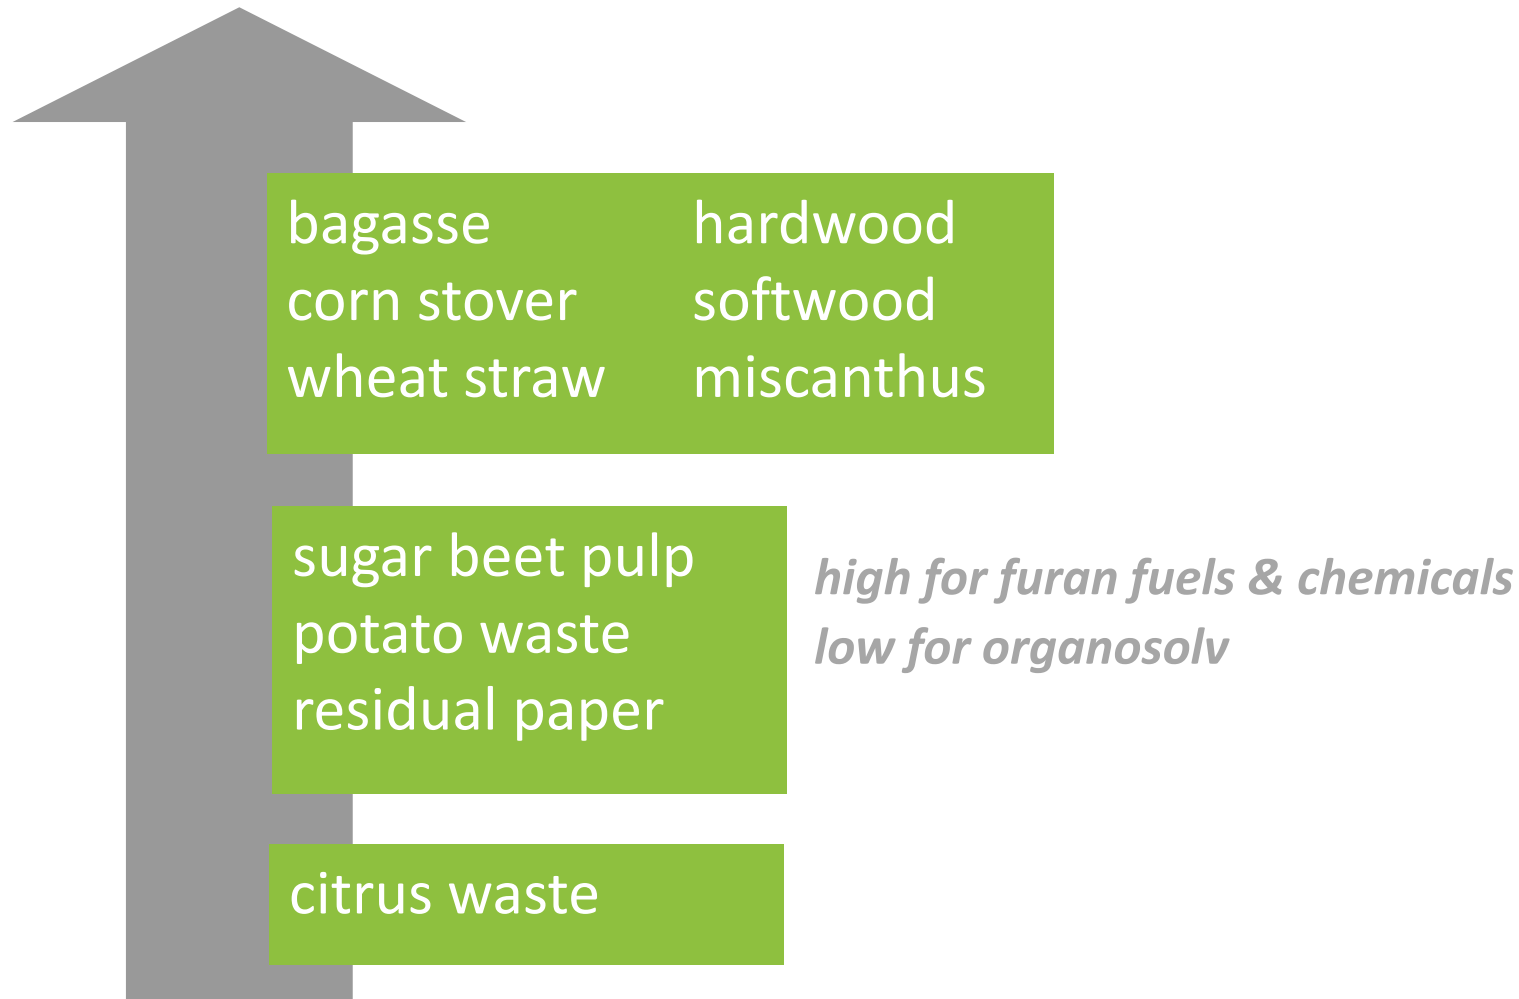 bagasse
corn stover
wheat straw
hardwood
softwood
miscanthus
sugar beet pulp
potato waste
residual paper
high for furan fuels & chemicals
low for organosolv
citrus waste